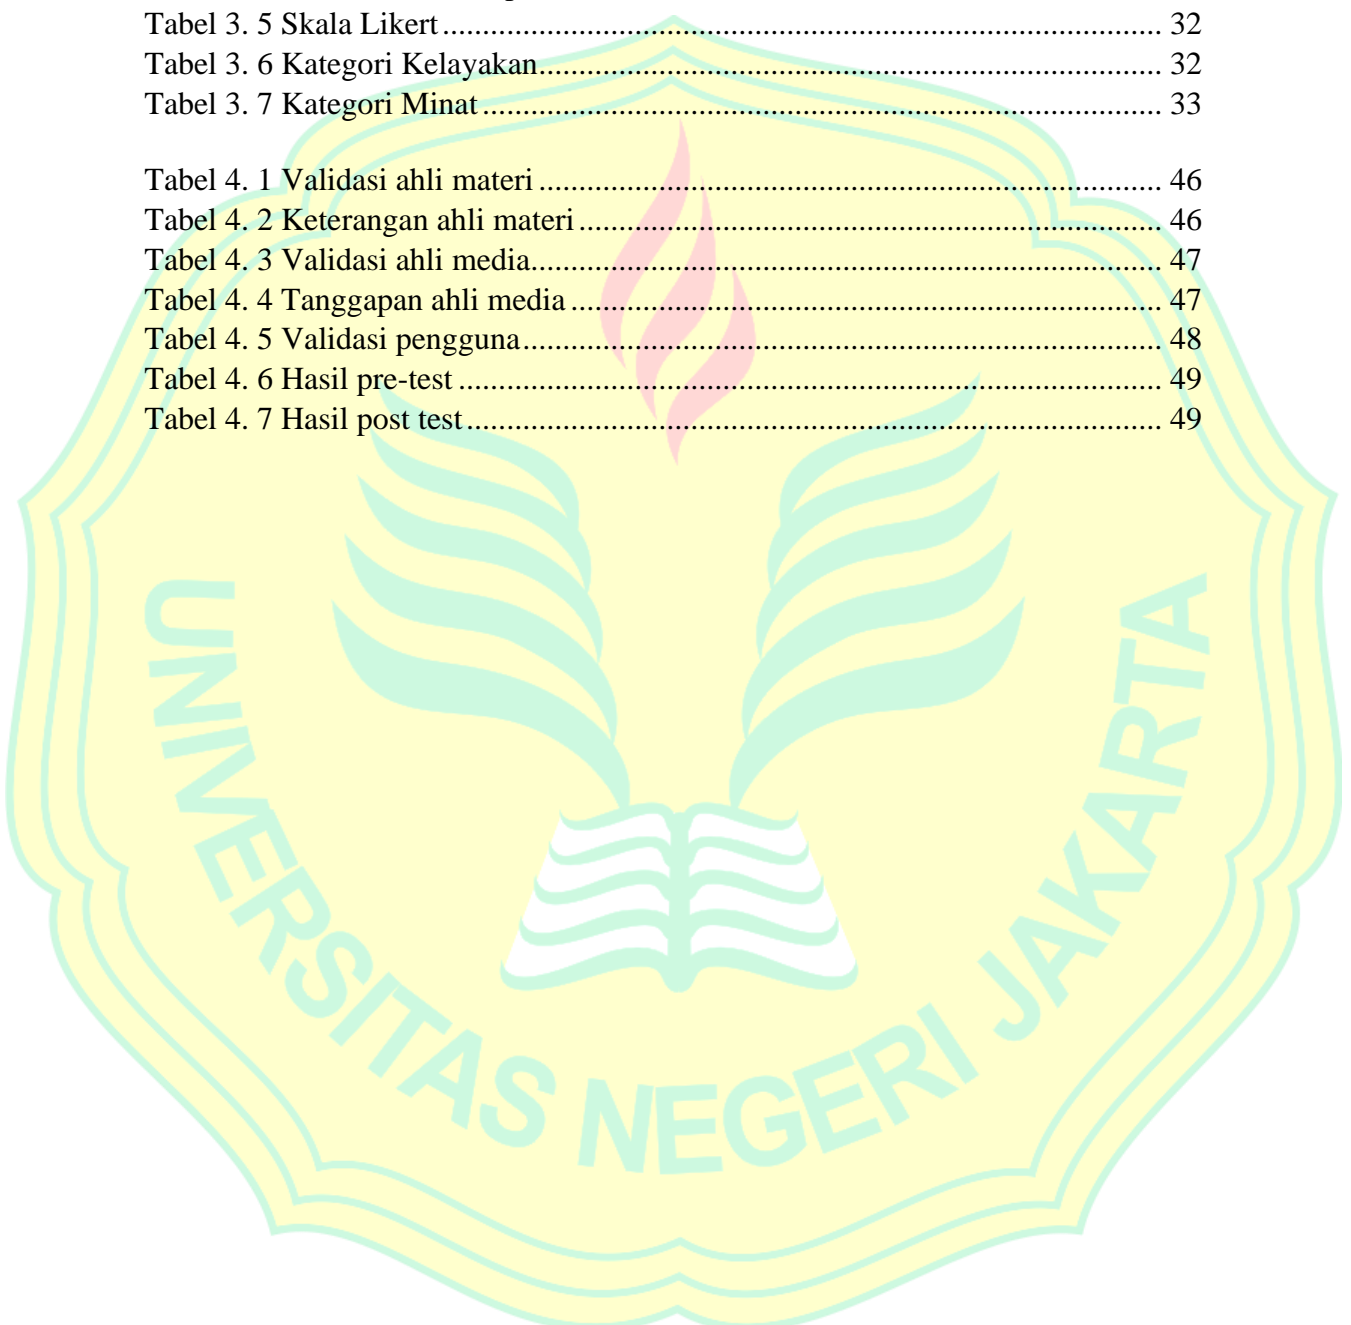 Tabel 3. 5 Skala Likert........................................................................................ 32
Tabel 3. 6 Kategori Kelayakan............................................................................ 32
Tabel 3. 7 Kategori Minat................................................................................... 33
Tabel 4. 1 Validasi ahli materi............................................................................ 46
Tabel 4. 2 Keterangan ahli materi....................................................................... 46
Tabel 4. 3 Validasi ahli media............................................................................. 47
Tabel 4. 4 Tanggapan ahli media........................................................................ 47
Tabel 4. 5 Validasi pengguna.............................................................................. 48
Tabel 4. 6 Hasil pre-test...................................................................................... 49
Tabel 4. 7 Hasil post test..................................................................................... 49
UNIVERSITAS NEGERI JAKARTA